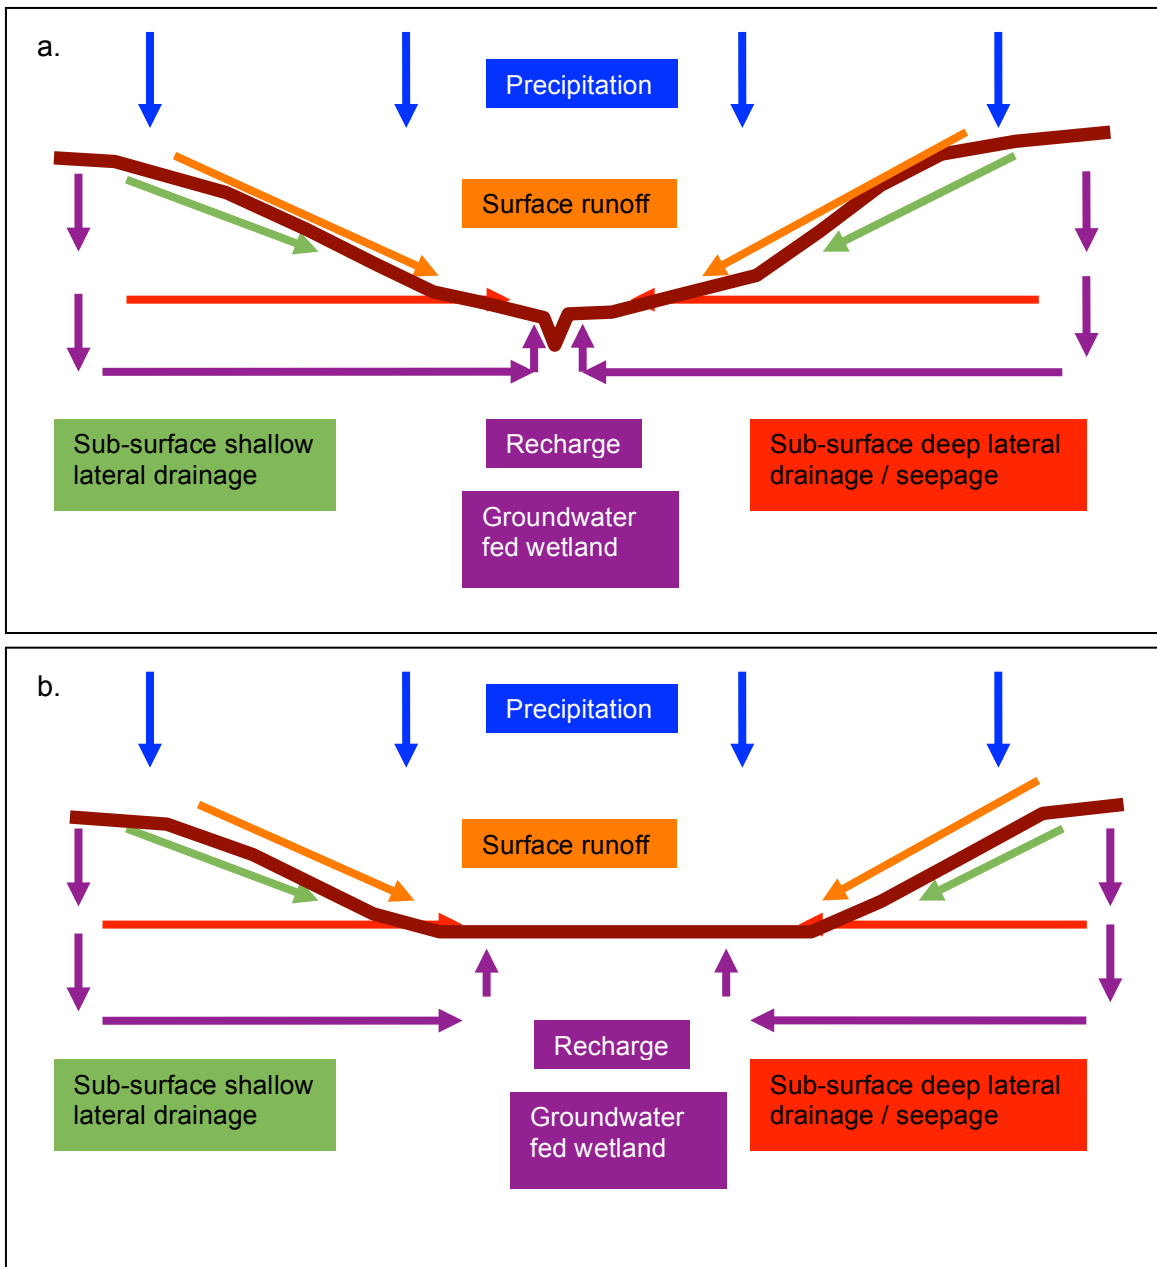 a.
Precipitation
Surface runoff
Sub-surface shallow
lateral drainage
Recharge
Groundwater
fed wetland
Sub-surface deep lateral
drainage / seepage
b.
Precipitation
Surface runoff
Sub-surface shallow
lateral drainage
Recharge
Groundwater
fed wetland
Sub-surface deep lateral
drainage / seepage